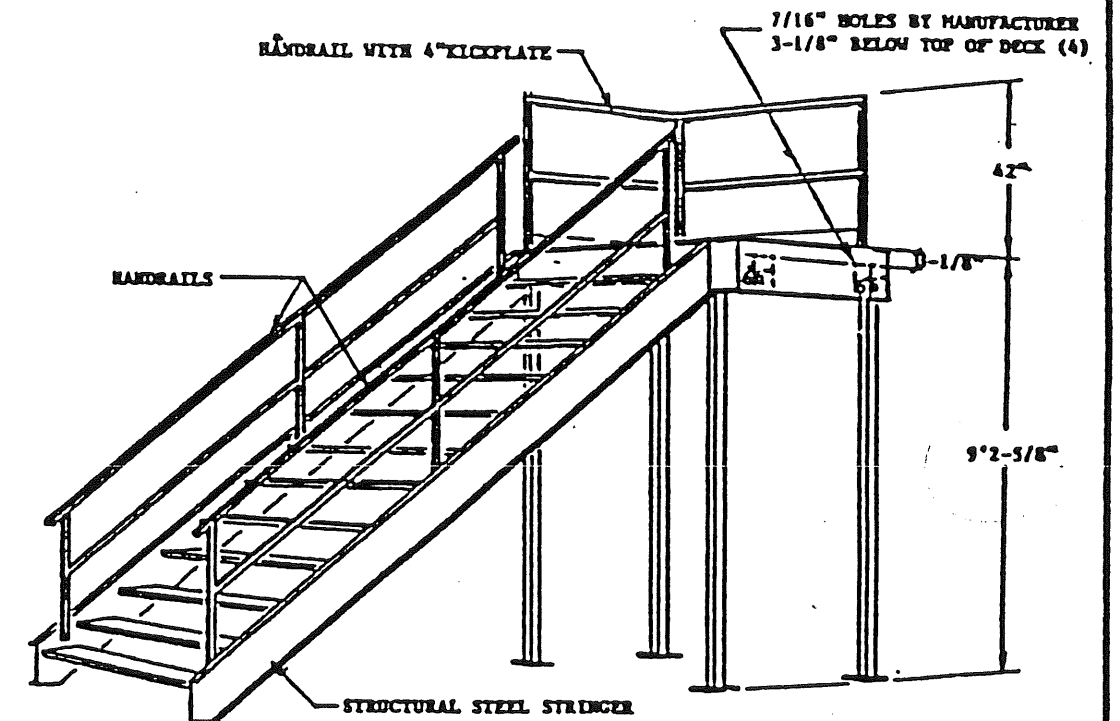 7/16" HOLES BY MANUFACTURER
3-1/8" BELOW TOP OF DECK (4)
HANDRAIL WITH 4"KICKPLATE
42"
-1/8"
HANDRAILS
9'2-5/8"
STRUCTURAL STEEL STRINGER